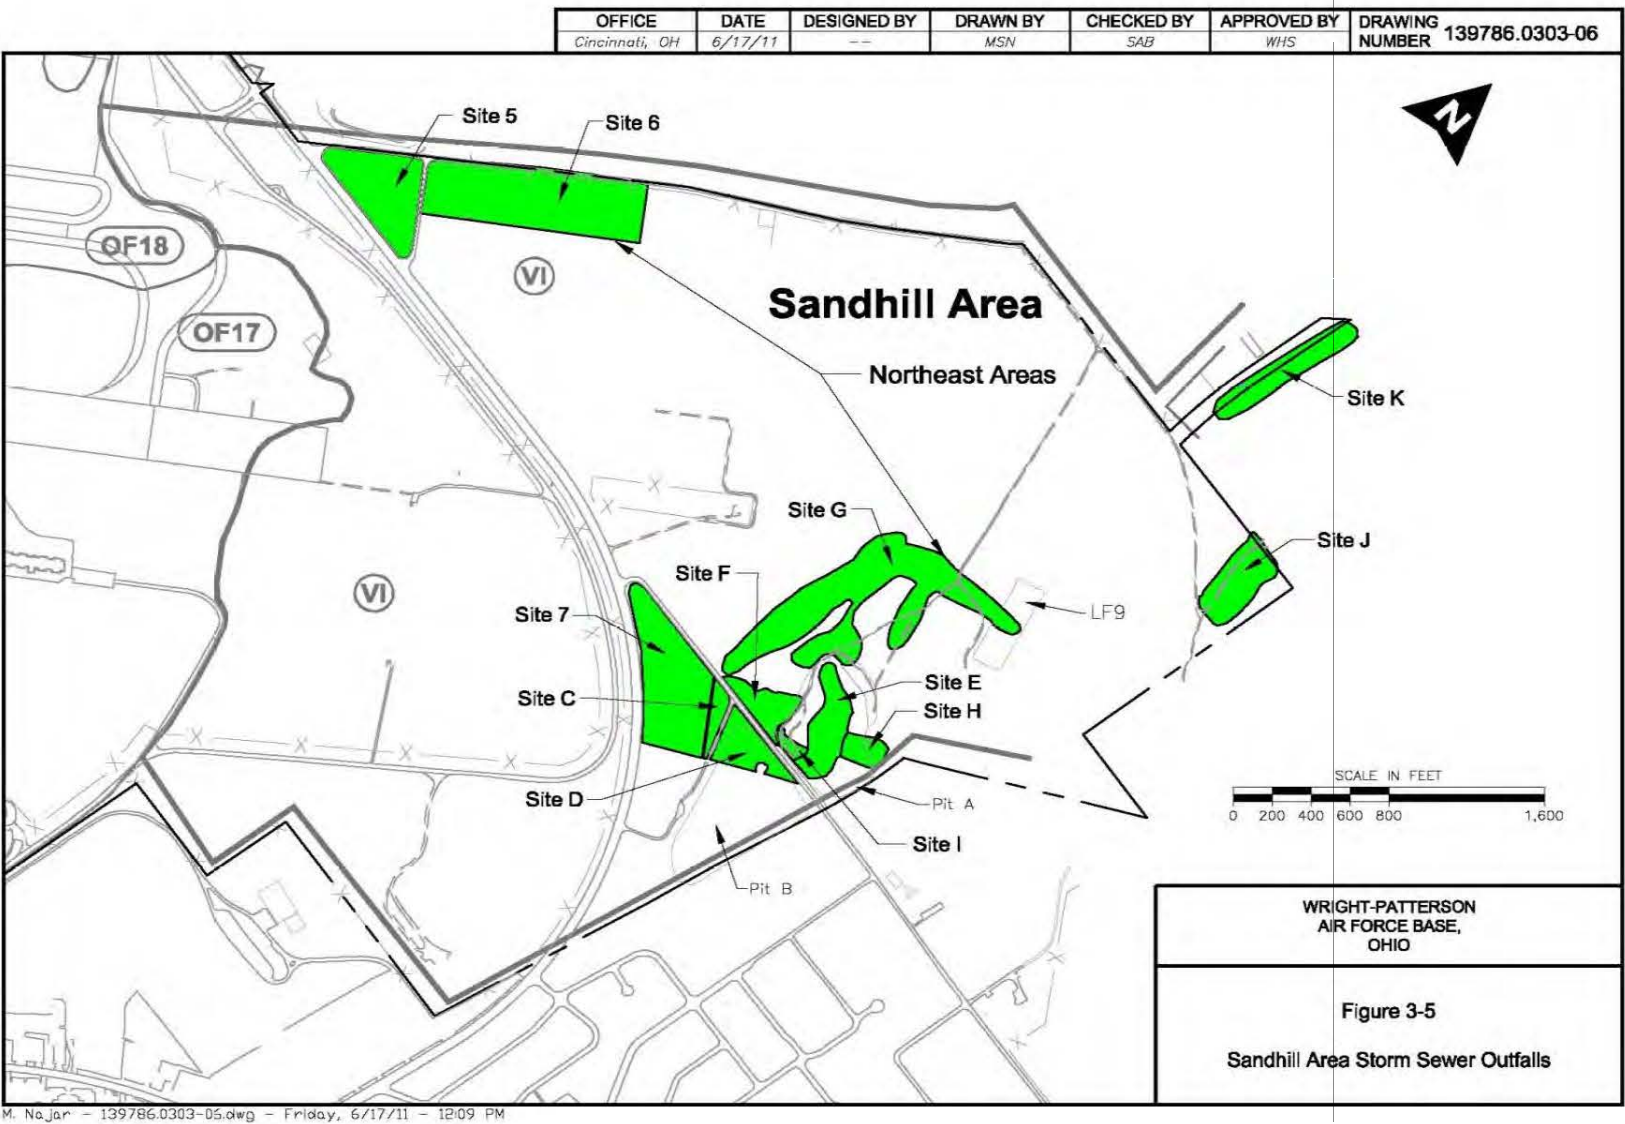 OFFICE DATE DESIGNED BY DRAWN BY CHECKED BY APPROVED BY DRAWING NUMBER 139786.0303-06
Cincinnati, OH 6/17/11 -- MSN SAB WHS
N
Site 5
Site 6
OF18
VI
Sandhill Area
OF17
Northeast Areas
Site K
Site G
Site J
Site F
VI
Site 7
LF9
Site E
Site C
Site H
Site D
Pit A
Site I
Pit B
SCALE IN FEET
0 200 400 600 800 1,600
WRIGHT-PATTERSON
AIR FORCE BASE,
OHIO
Figure 3-5
Sandhill Area Storm Sewer Outfalls
M. Najar - 139786.0303-05.dwg - Friday, 6/17/11 - 12:09 PM